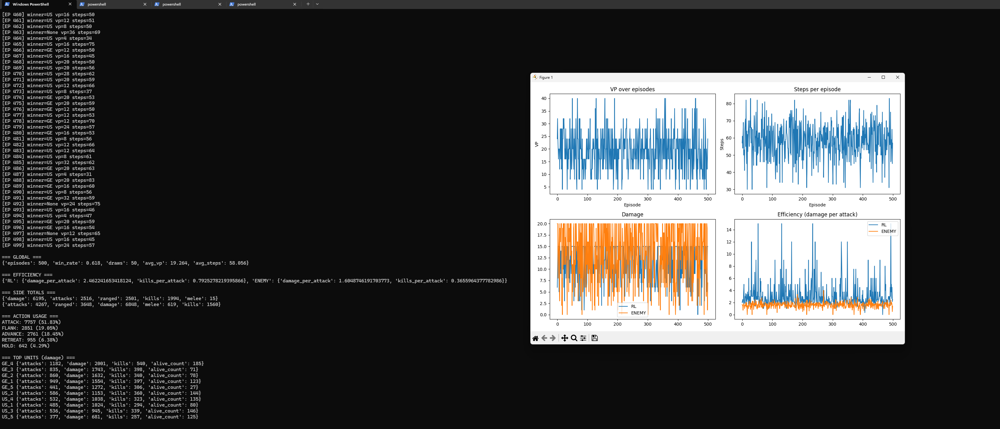 Windows PowerShell
powershell
powershell
powershell
[EP 460] winner=US vp=16 steps=50
[EP 461] winner=US vp=12 steps=51
[EP 462] winner=US vp=8 steps=50
[EP 463] winner=None vp=36 steps=69
[EP 464] winner=US vp=4 steps=34
[EP 465] winner=US vp=16 steps=75
[EP 466] winner=GE vp=12 steps=50
[EP 467] winner=US vp=16 steps=45
[EP 468] winner=US vp=20 steps=50
[EP 469] winner=US vp=20 steps=56
[EP 470] winner=US vp=28 steps=62
[EP 471] winner=US vp=20 steps=59
[EP 472] winner=US vp=12 steps=66
[EP 473] winner=US vp=8 steps=37
[EP 474] winner=GE vp=20 steps=53
[EP 475] winner=GE vp=20 steps=59
[EP 476] winner=GE vp=12 steps=50
[EP 477] winner=US vp=12 steps=53
[EP 478] winner=GE vp=12 steps=70
[EP 479] winner=US vp=24 steps=57
[EP 480] winner=GE vp=16 steps=53
[EP 481] winner=US vp=8 steps=56
[EP 482] winner=US vp=12 steps=66
[EP 483] winner=US vp=12 steps=64
[EP 484] winner=US vp=8 steps=61
[EP 485] winner=US vp=32 steps=62
[EP 486] winner=GE vp=20 steps=63
[EP 487] winner=US vp=4 steps=31
[EP 488] winner=GE vp=20 steps=83
[EP 489] winner=GE vp=16 steps=60
[EP 490] winner=US vp=8 steps=56
[EP 491] winner=GE vp=32 steps=59
[EP 492] winner=None vp=24 steps=75
[EP 493] winner=US vp=16 steps=46
[EP 494] winner=US vp=4 steps=47
[EP 495] winner=GE vp=20 steps=59
[EP 496] winner=GE vp=16 steps=54
[EP 497] winner=None vp=12 steps=65
[EP 498] winner=US vp=16 steps=45
[EP 499] winner=US vp=24 steps=57
=== GLOBAL ===
{'episodes': 500, 'win_rate': 0.618, 'draws': 50, 'avg_vp': 19.264, 'avg_steps': 58.056}
=== EFFICIENCY ===
{'RL': {'damage_per_attack': 2.462241653418124, 'kills_per_attack': 0.7925278219395866}, 'ENEMY': {'damage_per_attack': 1.6048746191703773, 'kills_per_attack': 0.3655964377782986}}
=== SIDE TOTALS ===
{'damage': 6195, 'attacks': 2516, 'ranged': 2501, 'kills': 1994, 'melee': 15}
{'attacks': 4267, 'ranged': 3648, 'damage': 6848, 'melee': 619, 'kills': 1560}
=== ACTION USAGE ===
ATTACK: 7757 (51.83%)
FLANK: 2851 (19.05%)
ADVANCE: 2761 (18.45%)
RETREAT: 955 (6.38%)
HOLD: 642 (4.29%)
=== TOP UNITS (damage) ===
GE_4 {'attacks': 1182, 'damage': 2001, 'kills': 540, 'alive_count': 185}
GE_3 {'attacks': 835, 'damage': 1743, 'kills': 398, 'alive_count': 71}
GE_2 {'attacks': 860, 'damage': 1632, 'kills': 340, 'alive_count': 78}
GE_1 {'attacks': 949, 'damage': 1554, 'kills': 397, 'alive_count': 123}
GE_5 {'attacks': 441, 'damage': 1272, 'kills': 306, 'alive_count': 27}
US_2 {'attacks': 586, 'damage': 1153, 'kills': 360, 'alive_count': 144}
US_4 {'attacks': 532, 'damage': 1038, 'kills': 323, 'alive_count': 135}
US_1 {'attacks': 485, 'damage': 1024, 'kills': 294, 'alive_count': 80}
US_3 {'attacks': 536, 'damage': 945, 'kills': 339, 'alive_count': 146}
US_5 {'attacks': 377, 'damage': 681, 'kills': 257, 'alive_count': 125}
Figure 1
VP over episodes
40
35
30
25
20
15
10
5
VP
0 100 200 300 400 500
Episode
Steps per episode
80
70
60
50
40
30
Steps
0 100 200 300 400 500
Episode
Damage
20.0
17.5
15.0
12.5
10.0
7.5
5.0
2.5
0.0
RL
ENEMY
0 100 200 300 400 500
Efficiency (damage per attack)
14
12
10
8
6
4
2
0
RL
ENEMY
0 100 200 300 400 500